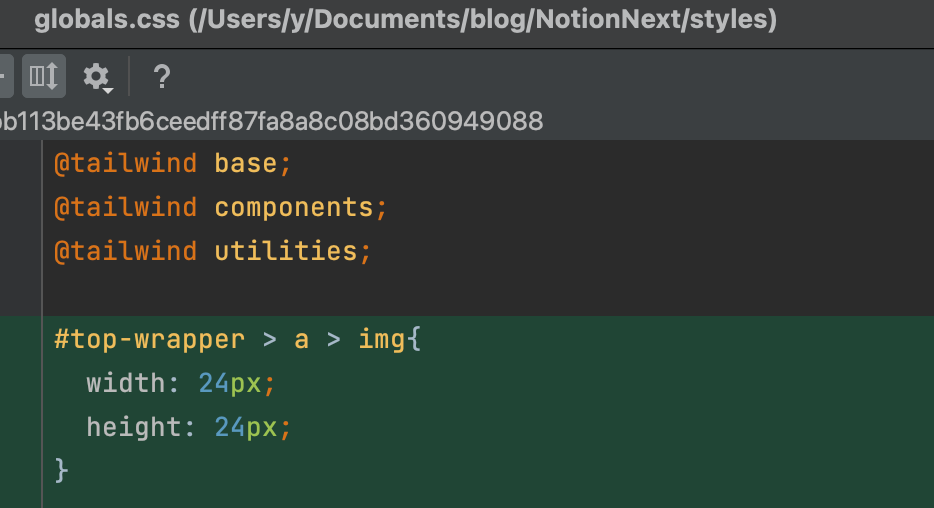 globals.css (/Users/y/Documents/blog/NotionNext/styles)
?
b113be43fb6ceedff87fa8a8c08bd360949088
@tailwind base;
@tailwind components;
@tailwind utilities;
#top-wrapper > a > img{
width: 24px;
height: 24px;
}